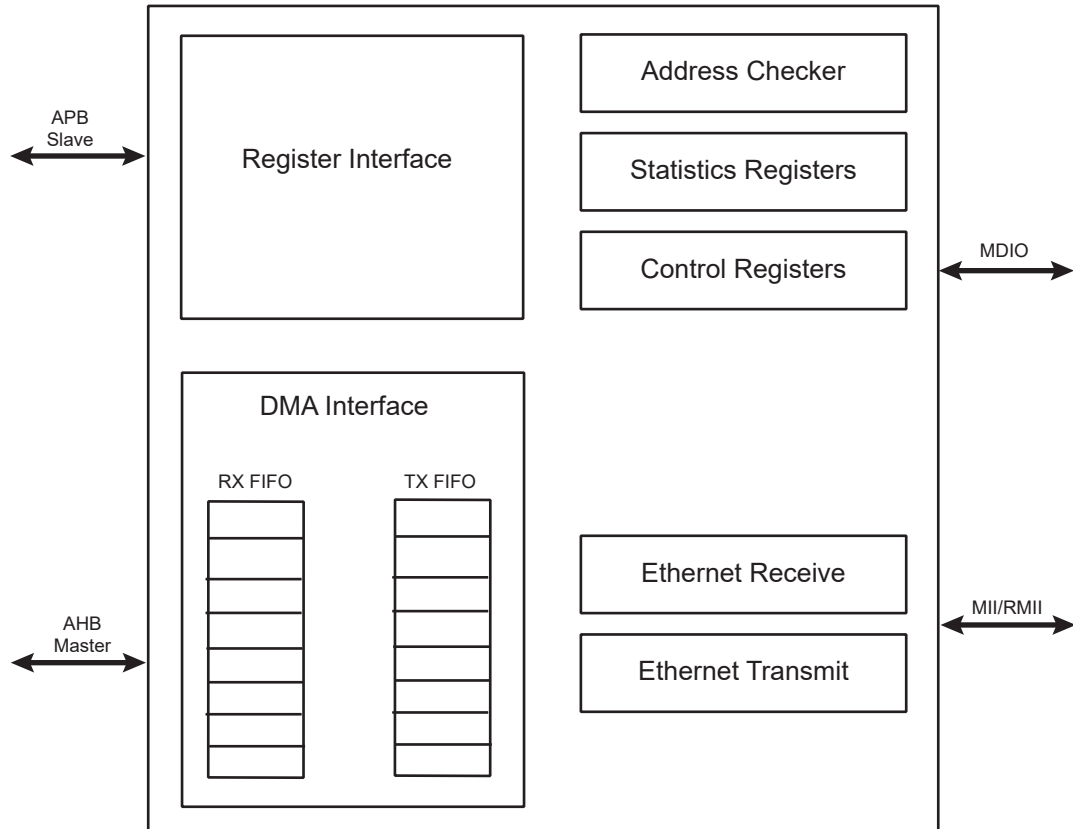 Address Checker
APB
Slave
Register Interface
Statistics Registers
Control Registers
MDIO
DMA Interface
RX FIFO
TX FIFO
Ethernet Receive
AHB
Master
MII/RMII
Ethernet Transmit